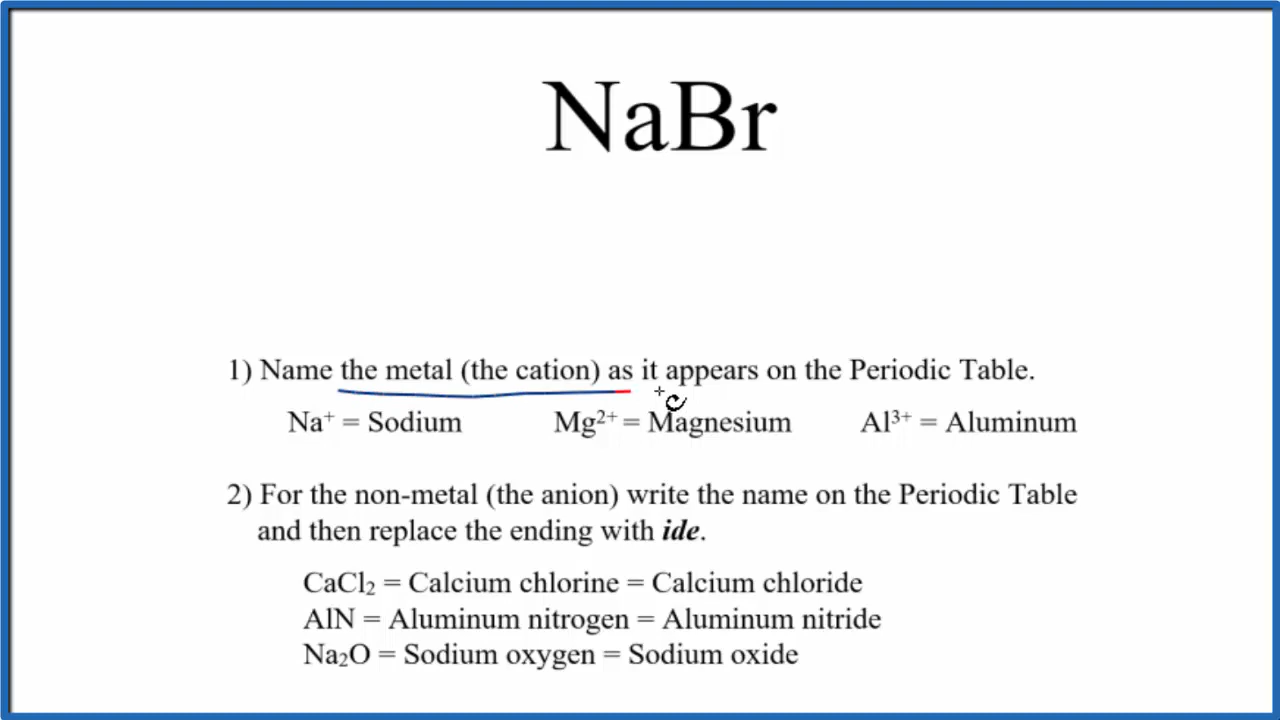 NaBr
1) Name the metal (the cation) as it appears on the Periodic Table.
Na⁺ = Sodium Mg²⁺ = Magnesium Al³⁺ = Aluminum
2) For the non-metal (the anion) write the name on the Periodic Table
and then replace the ending with ide.
CaCl₂ = Calcium chlorine = Calcium chloride
AlN = Aluminum nitrogen = Aluminum nitride
Na₂O = Sodium oxygen = Sodium oxide